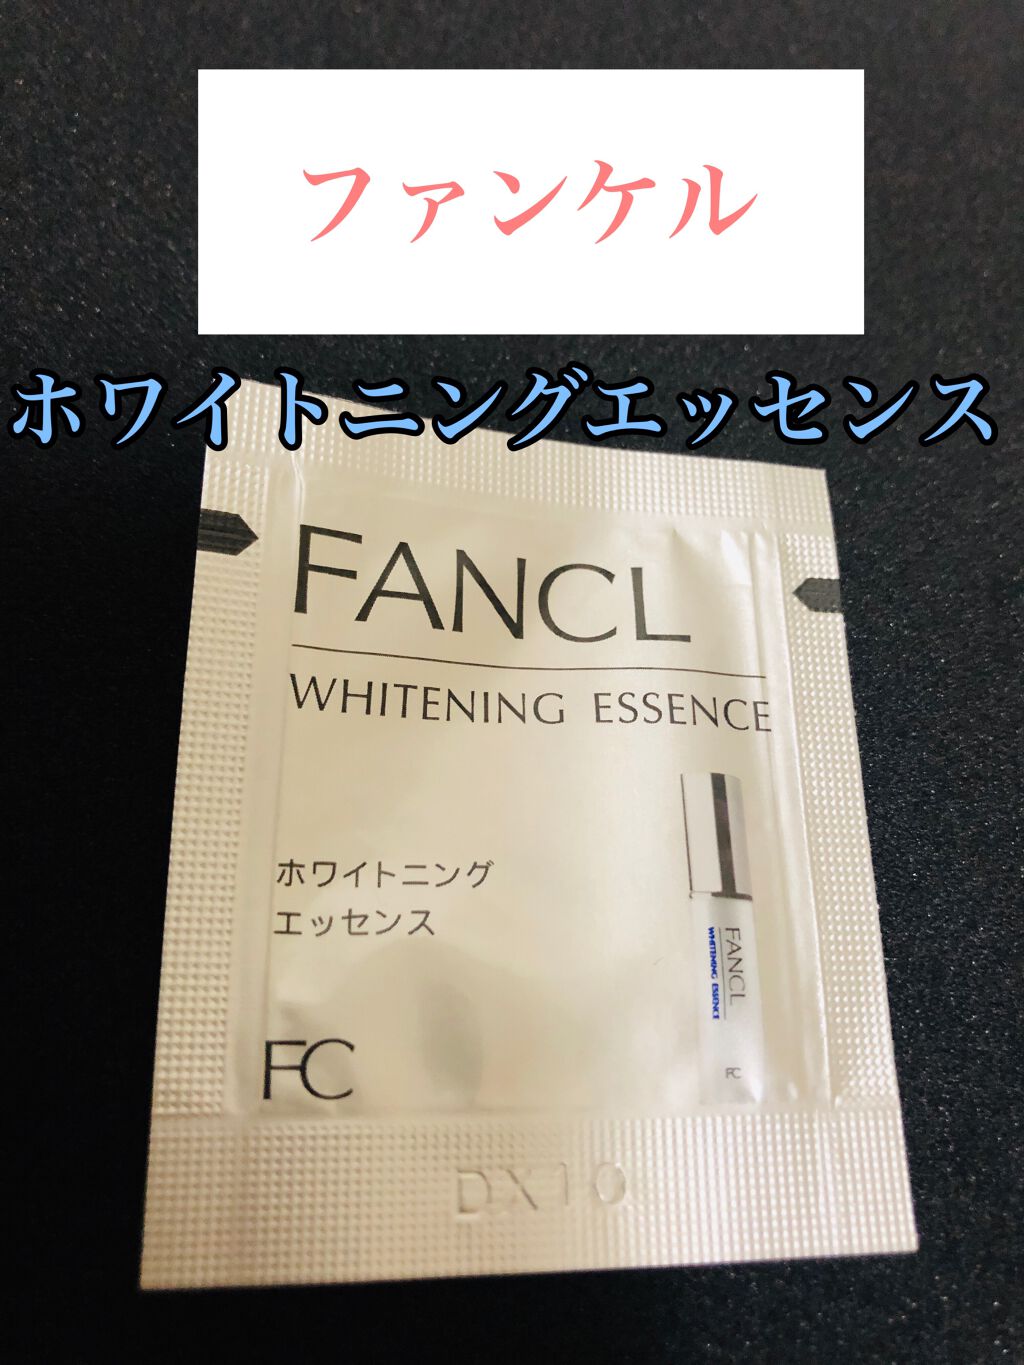 ファンケル
ホワイトニングエッセンス
FANCL
WHITENING ESSENCE
ホワイトニング
エッセンス
FANCL
WHITENING ESSENCE
FC
FC
DX10